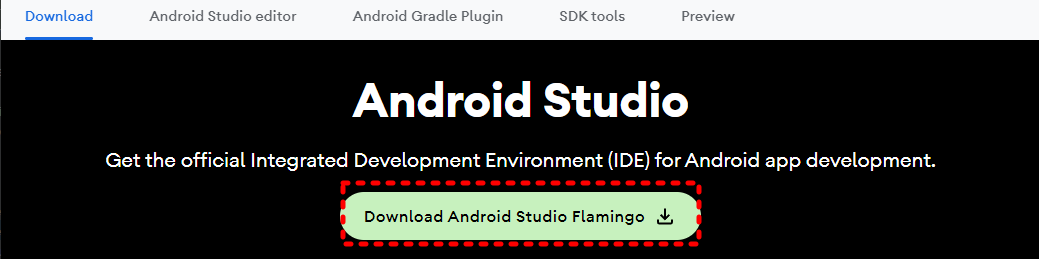 Download Android Studio editor Android Gradle Plugin SDK tools Preview
Android Studio
Get the official Integrated Development Environment (IDE) for Android app development.
Download Android Studio Flamingo